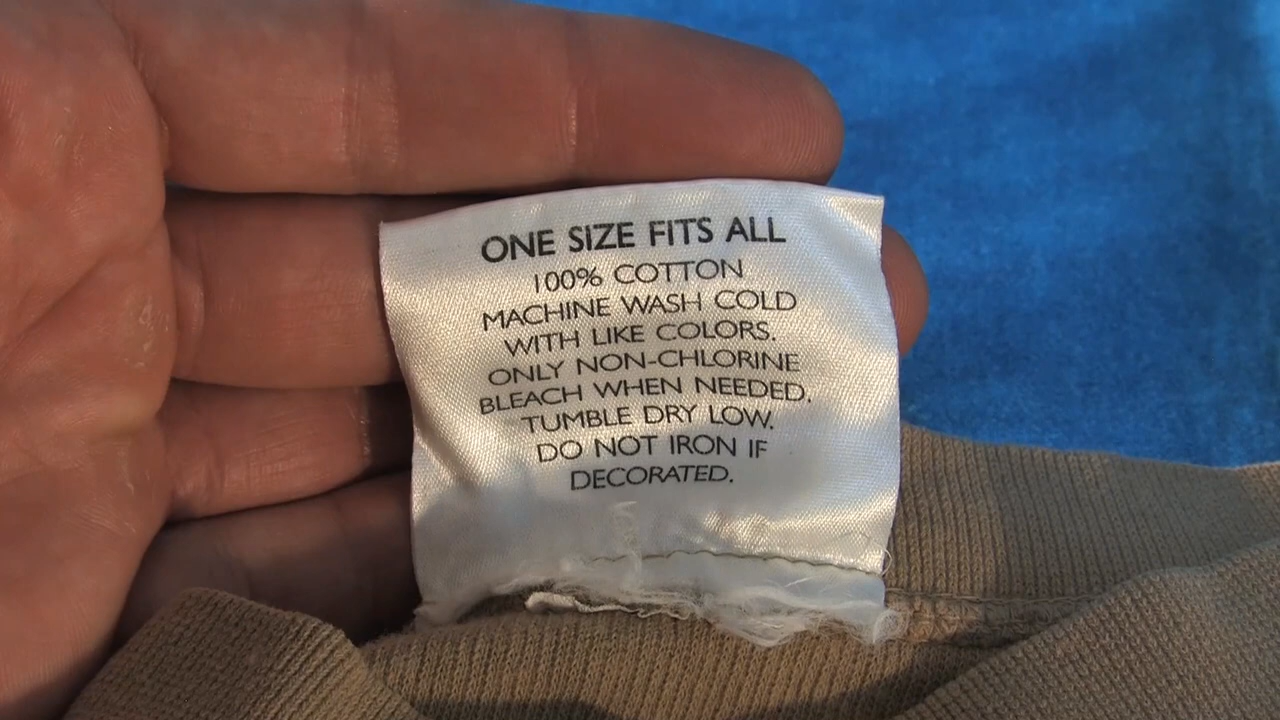 ONE SIZE FITS ALL
100% COTTON
MACHINE WASH COLD
WITH LIKE COLORS.
ONLY NON-CHLORINE
BLEACH WHEN NEEDED.
TUMBLE DRY LOW.
DO NOT IRON IF
DECORATED.